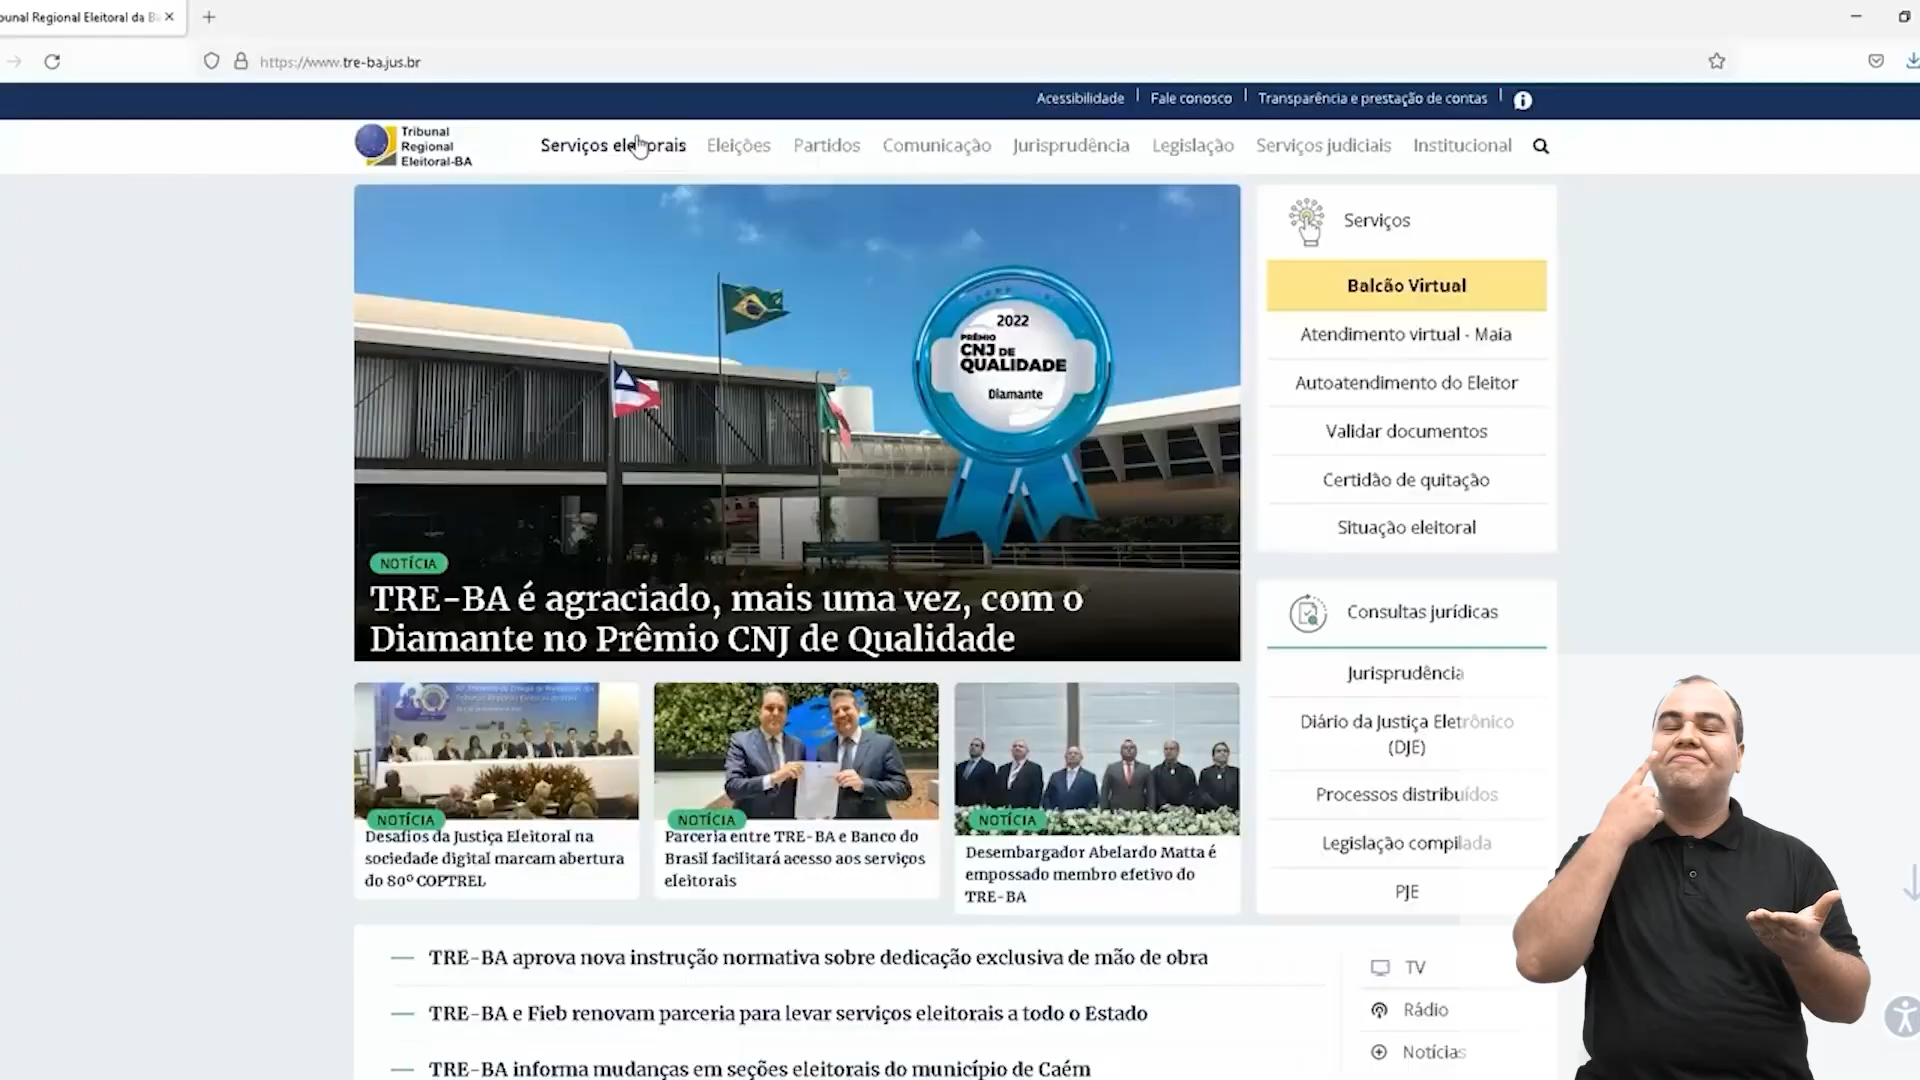 bunal Regional Eleitoral da B
https://www.tre-ba.jus.br
Acessibilidade
Fale conosco
Transparência e prestação de contas
Tribunal
Regional
Eleitoral-BA
Serviços eleitorais
Eleições
Partidos
Comunicação
Jurisprudência
Legislação
Serviços judiciais
Institucional
2022
PRÊMIO
CNJ DE
QUALIDADE
Diamante
NOTÍCIA
TRE-BA é agraciado, mais uma vez, com o
Diamante no Prêmio CNJ de Qualidade
Serviços
Balcão Virtual
Atendimento virtual - Maia
Autoatendimento do Eleitor
Validar documentos
Certidão de quitação
Situação eleitoral
Consultas jurídicas
Jurisprudência
Diário da Justiça Eletrônico
(DJE)
Processos distribuídos
Legislação compilada
PJE
NOTÍCIA
Desafios da Justiça Eleitoral na
sociedade digital marcam abertura
do 80º COPTREL
NOTÍCIA
Parceria entre TRE-BA e Banco do
Brasil facilitará acesso aos serviços
eleitorais
NOTÍCIA
Desembargador Abelardo Matta é
empossado membro efetivo do
TRE-BA
TRE-BA aprova nova instrução normativa sobre dedicação exclusiva de mão de obra
TRE-BA e Fieb renovam parceria para levar serviços eleitorais a todo o Estado
TRE-BA informa mudanças em seções eleitorais do município de Caém
TV
Rádio
Notícias